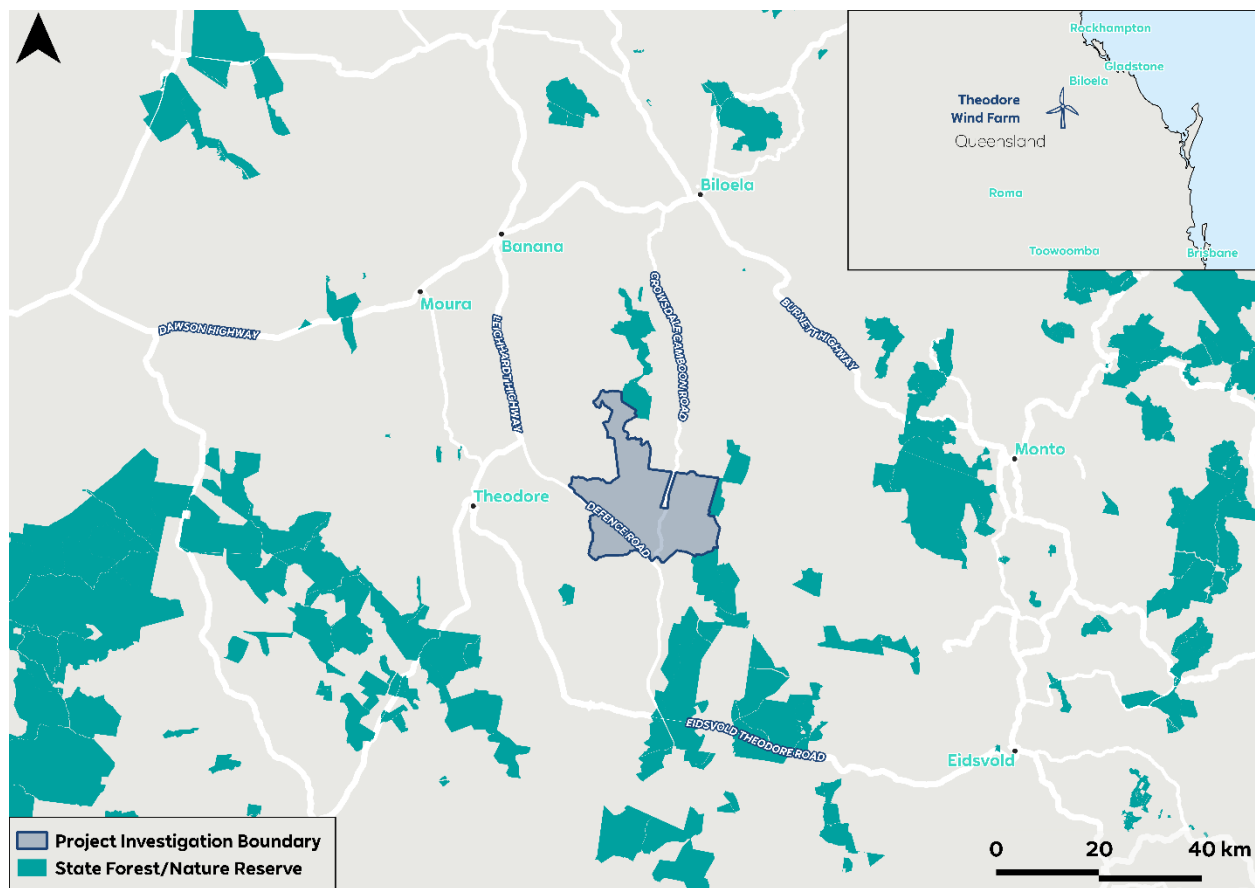 Rockhampton
Gladstone
Biloela
Theodore
Wind Farm
Queensland
Roma
Toowoomba
Brisbane
Biloela
Banana
Moura
DAWSON HIGHWAY
LEICHHARDT HIGHWAY
CROWSDALE CAMBOON ROAD
BURNETT HIGHWAY
Monto
Theodore
DEFENCE ROAD
EIDSVOLD THEODORE ROAD
Eidsvold
Project Investigation Boundary
State Forest/Nature Reserve
0 20 40 km